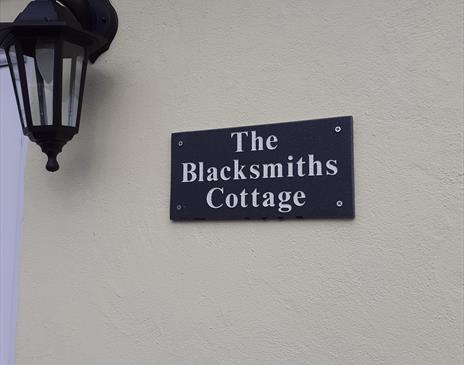 The
Blacksmiths
Cottage